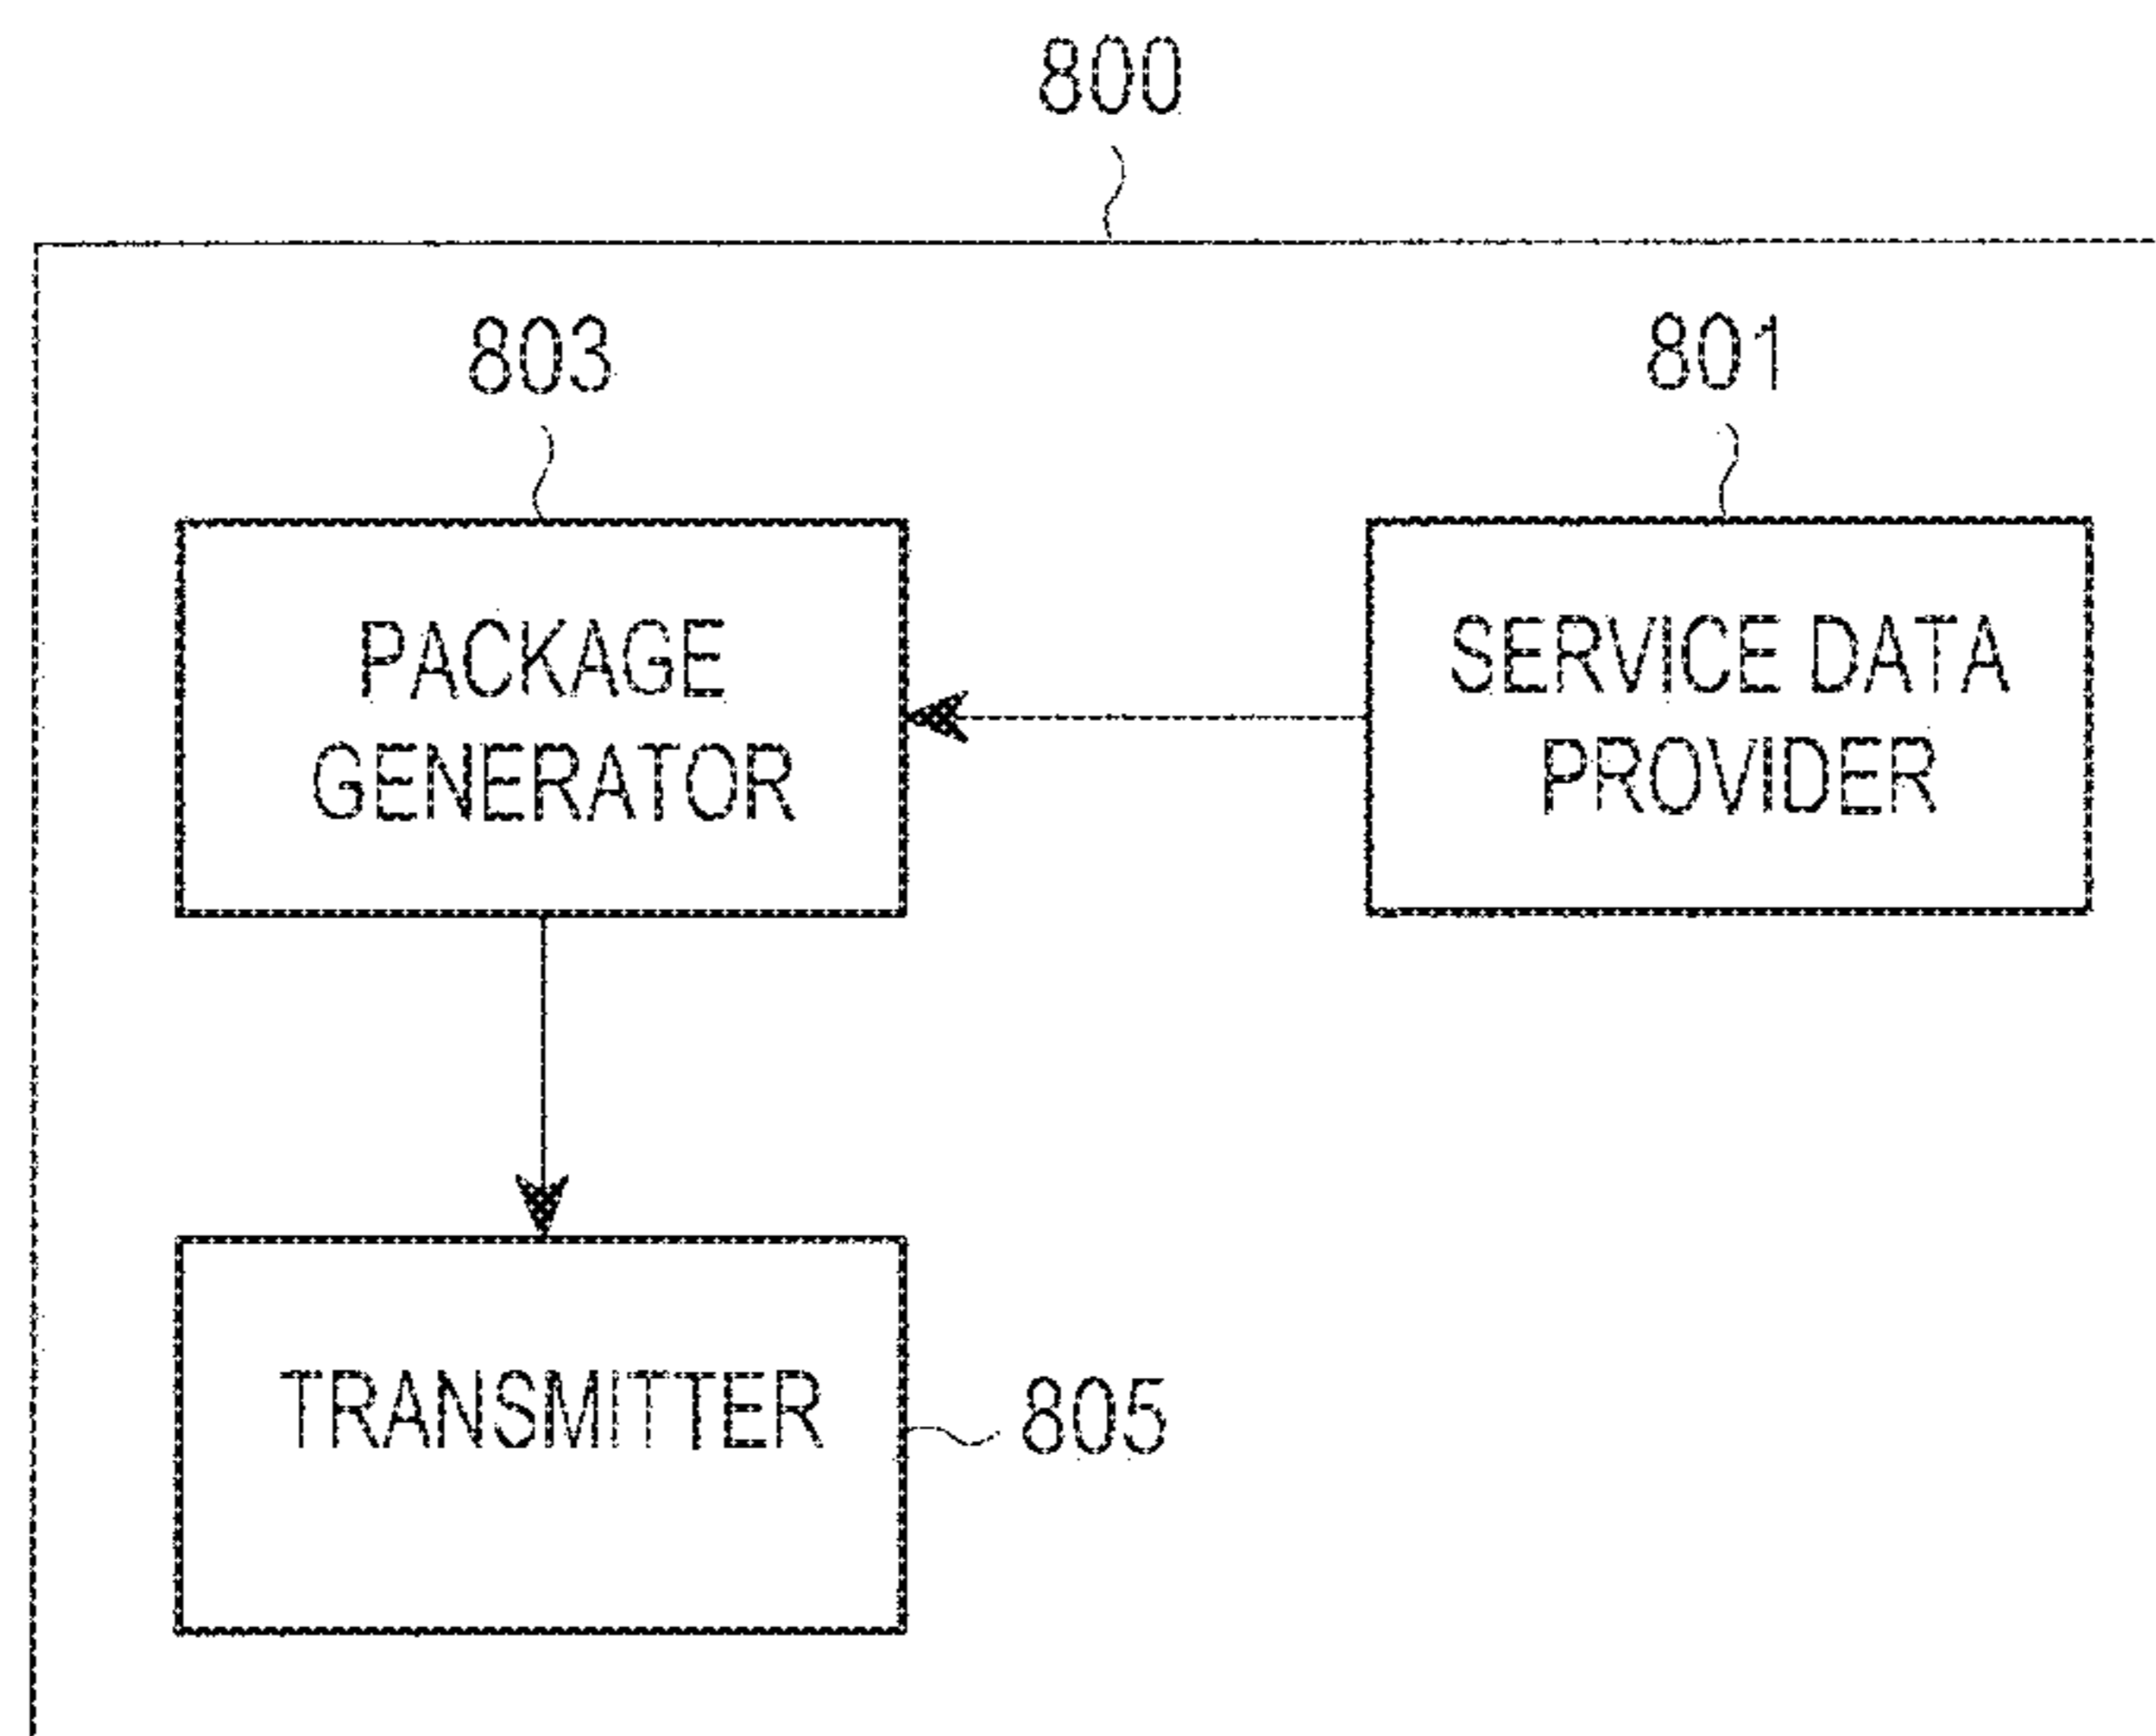 800
803
801
PACKAGE
GENERATOR
SERVICE DATA
PROVIDER
TRANSMITTER
805